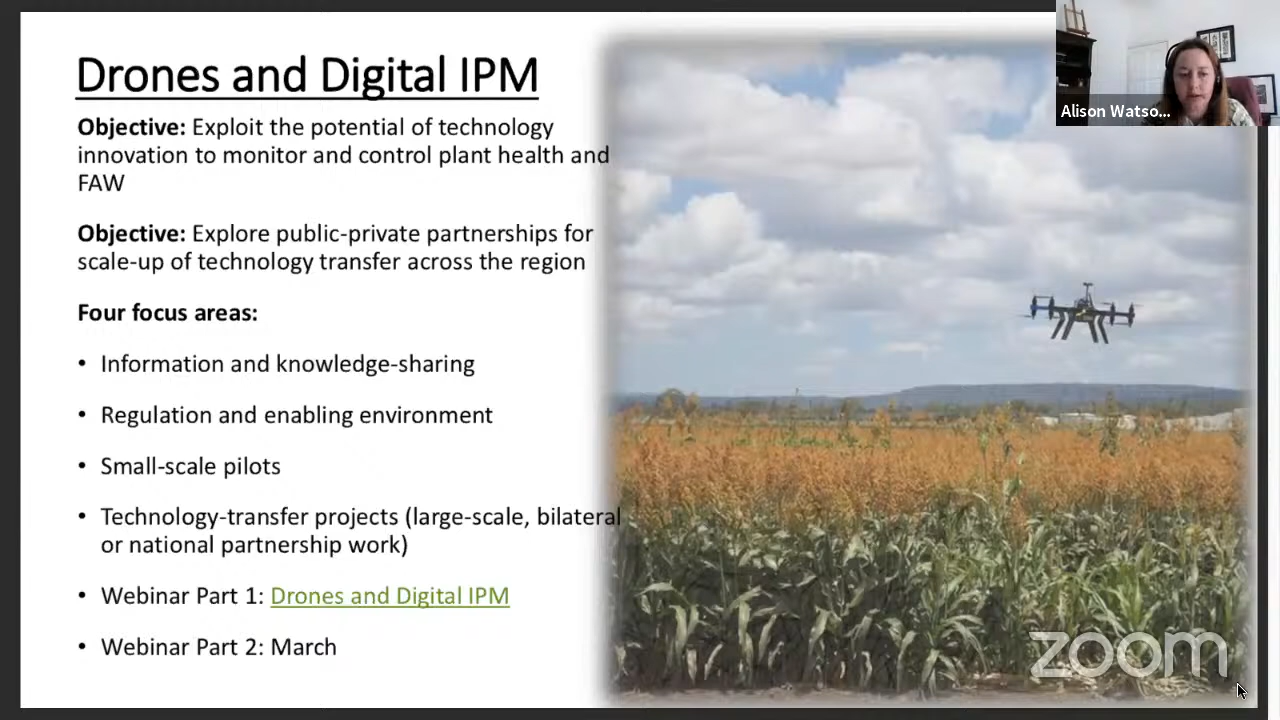 Drones and Digital IPM
Objective: Exploit the potential of technology
innovation to monitor and control plant health and
FAW
Objective: Explore public-private partnerships for
scale-up of technology transfer across the region
Four focus areas:
• Information and knowledge-sharing
• Regulation and enabling environment
• Small-scale pilots
• Technology-transfer projects (large-scale, bilateral
or national partnership work)
• Webinar Part 1: Drones and Digital IPM
• Webinar Part 2: March
Alison Watso...
zoom